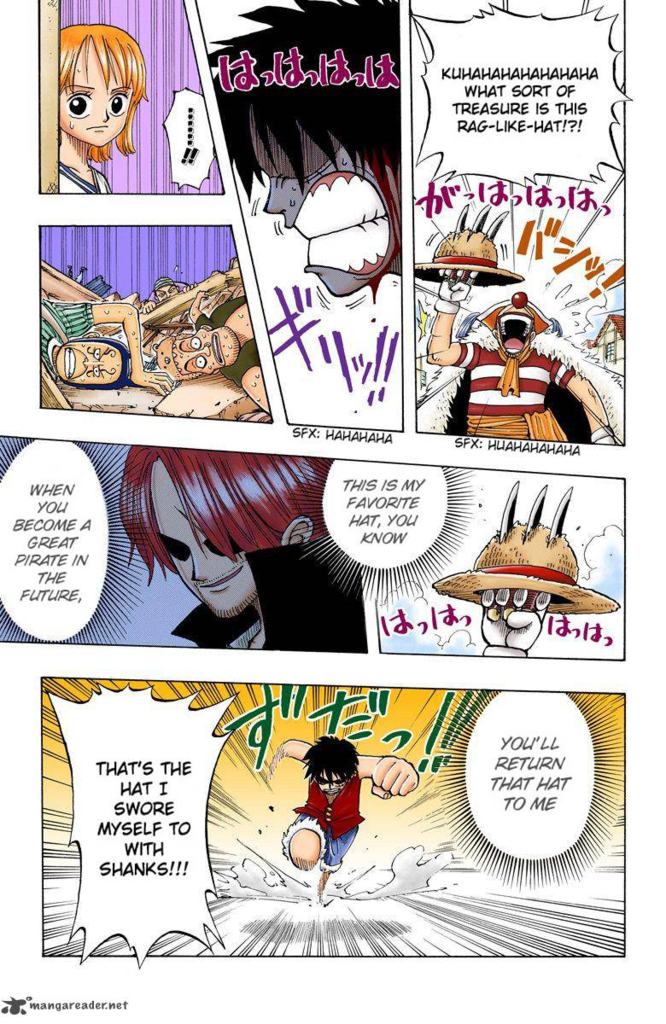 KUHAHAHAHAHAHA
WHAT SORT OF
TREASURE IS THIS
RAG-LIKE-HAT!?!
がっはっはっはっ
バシッ!
SFX: HUAHAHAHAHA
はっはっはっは
ギリッ!!
SFX: HAHAHAHA
......!!
THIS IS MY
FAVORITE
HAT, YOU
KNOW
はっはっ
はっはっ
WHEN
YOU
BECOME A
GREAT
PIRATE IN
THE
FUTURE,
YOU'LL
RETURN
THAT HAT
TO ME
ずだっ!
THAT'S THE
HAT I
SWORE
MYSELF TO
WITH
SHANKS!!!
mangareader.net